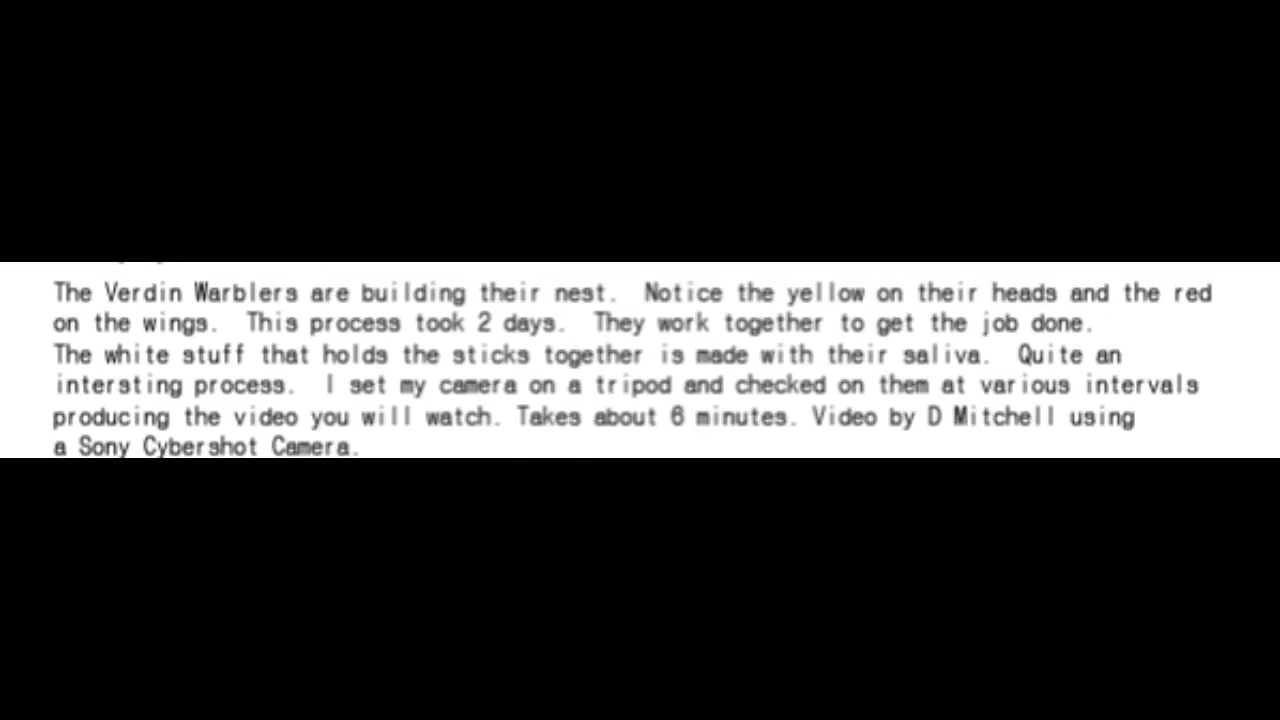 The Verdin Warblers are building their nest.  Notice the yellow on their heads and the red
on the wings.  This process took 2 days.  They work together to get the job done.
The white stuff that holds the sticks together is made with their saliva.  Quite an
intersting process.  I set my camera on a tripod and checked on them at various intervals
producing the video you will watch. Takes about 6 minutes. Video by D Mitchell using
a Sony Cybershot Camera.